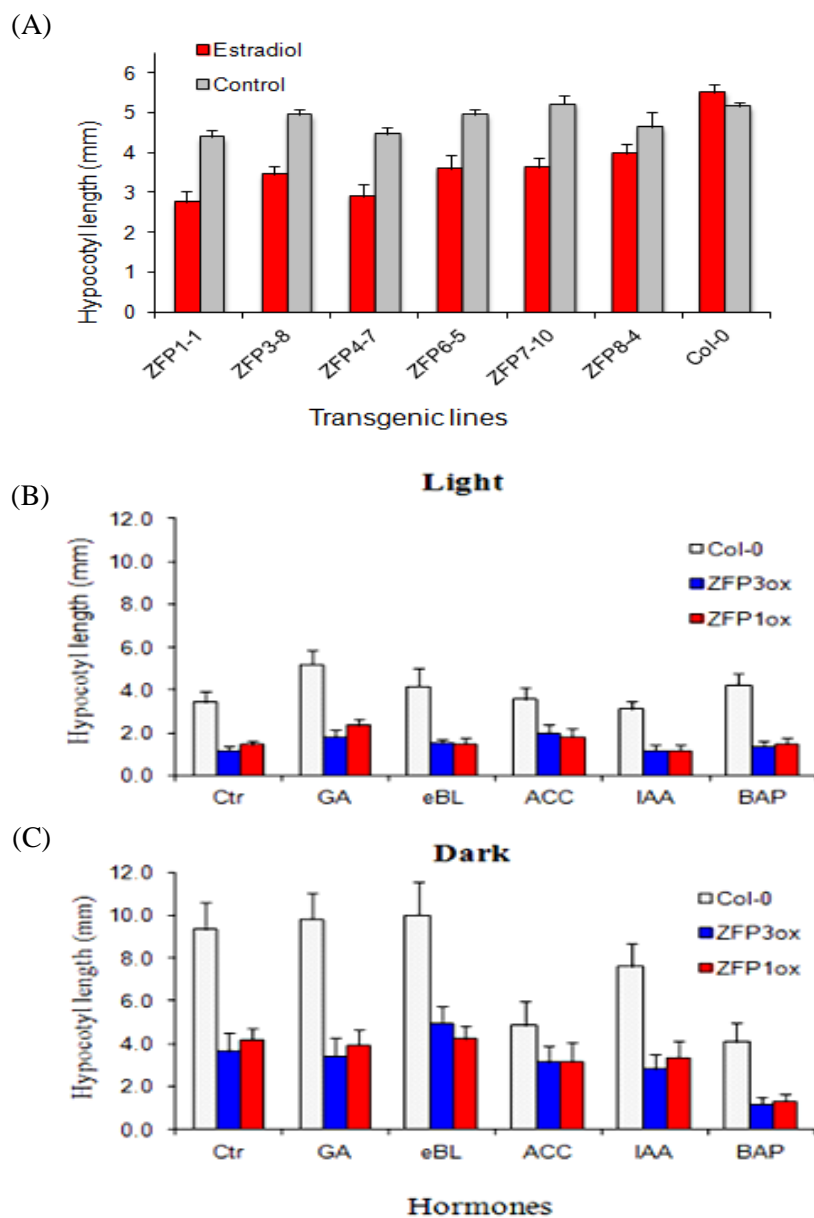 (A)
Estradiol
Control
Hypocotyl length (mm)
6
5
4
3
2
1
0
ZFP1-1
ZFP3-8
ZFP4-7
ZFP6-5
ZFP7-10
ZFP8-4
Col-0
Transgenic lines
(B)
Light
Hypocotyl length (mm)
12.0
10.0
8.0
6.0
4.0
2.0
0.0
Col-0
ZFP3ox
ZFP1ox
Ctr GA eBL ACC IAA BAP
(C)
Dark
Hypocotyl length (mm)
12.0
10.0
8.0
6.0
4.0
2.0
0.0
Col-0
ZFP3ox
ZFP1ox
Ctr GA eBL ACC IAA BAP
Hormones